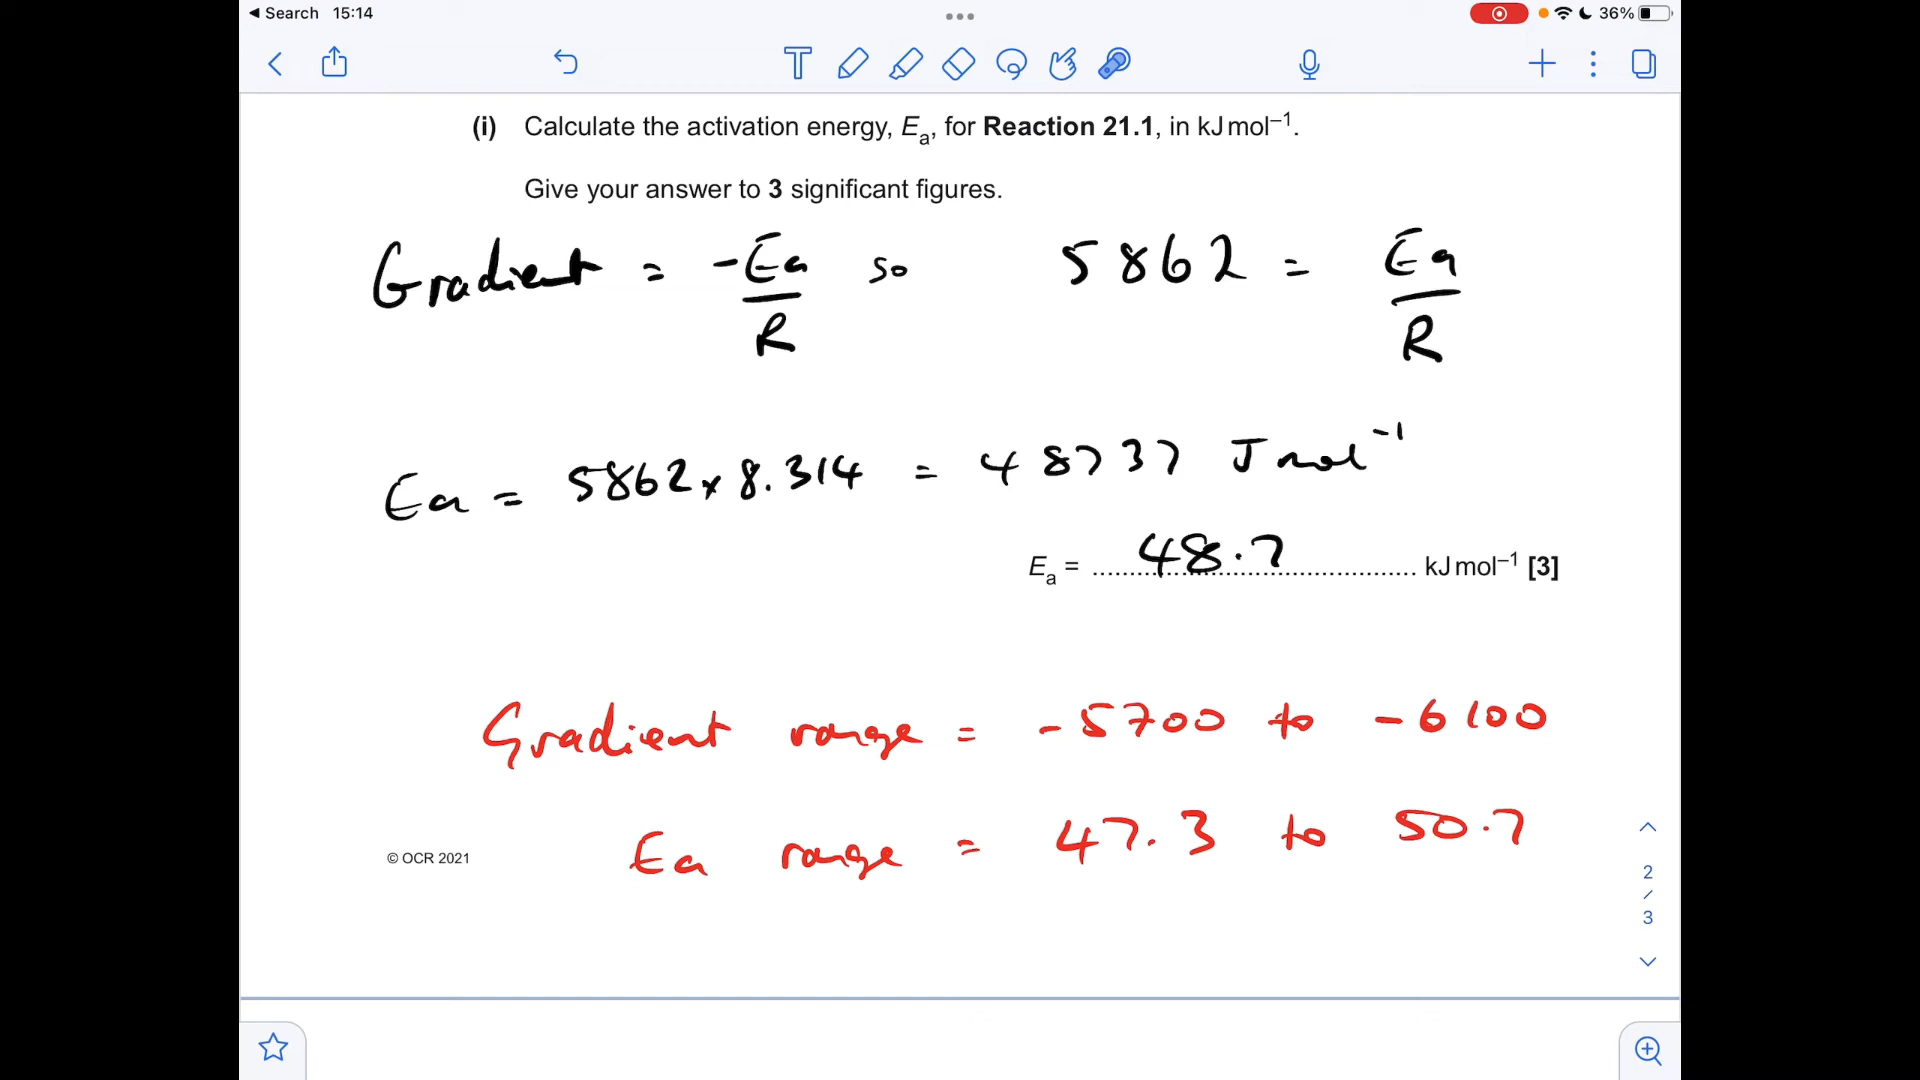 Search 15:14 36%
(i) Calculate the activation energy, Ea, for Reaction 21.1, in kJ mol–1.
Give your answer to 3 significant figures.
Gradient = -Ea/R so 5862 = Ea/R
Ea = 5862 x 8.314 = 48737 J mol-1
Ea = 48.7 kJ mol–1 [3]
Gradient range = -5700 to -6100
Ea range = 47.3 to 50.7
© OCR 2021
2
/
3